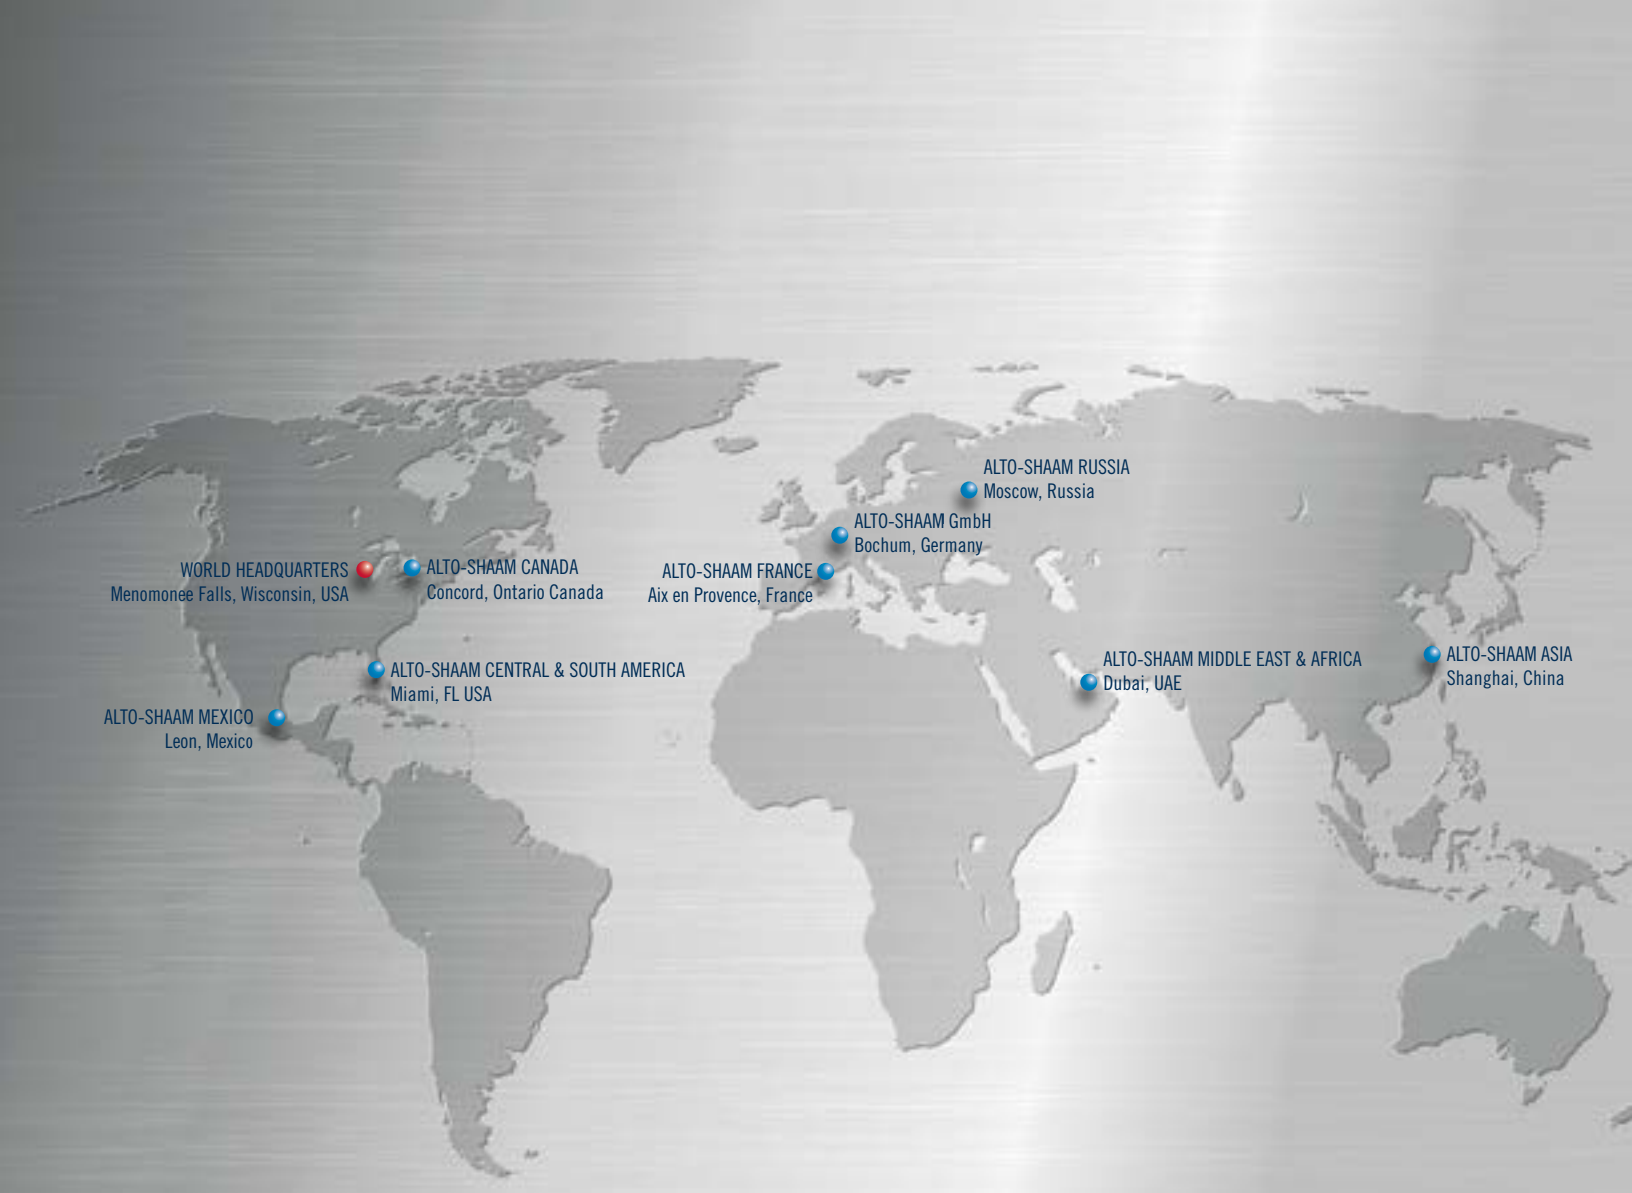 ALTO-SHAAM RUSSIA
Moscow, Russia
ALTO-SHAAM GmbH
Bochum, Germany
WORLD HEADQUARTERS
Menomonee Falls, Wisconsin, USA
ALTO-SHAAM CANADA
Concord, Ontario Canada
ALTO-SHAAM FRANCE
Aix en Provence, France
ALTO-SHAAM CENTRAL & SOUTH AMERICA
Miami, FL USA
ALTO-SHAAM MIDDLE EAST & AFRICA
Dubai, UAE
ALTO-SHAAM ASIA
Shanghai, China
ALTO-SHAAM MEXICO
Leon, Mexico